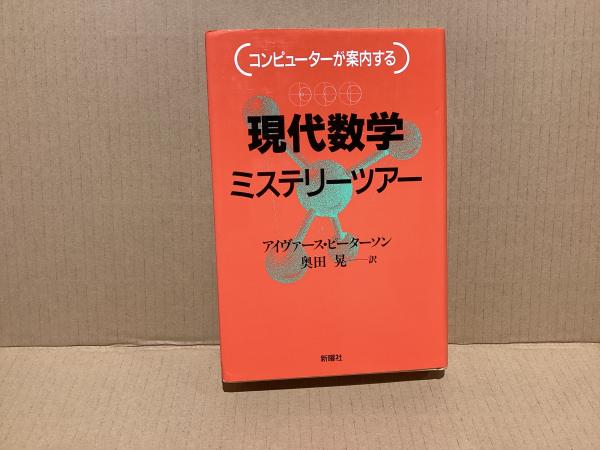 (コンピューターが案内する)
現代数学
ミステリーツアー
アイヴァース・ピーターソン
奥田 晃——訳
新曜社